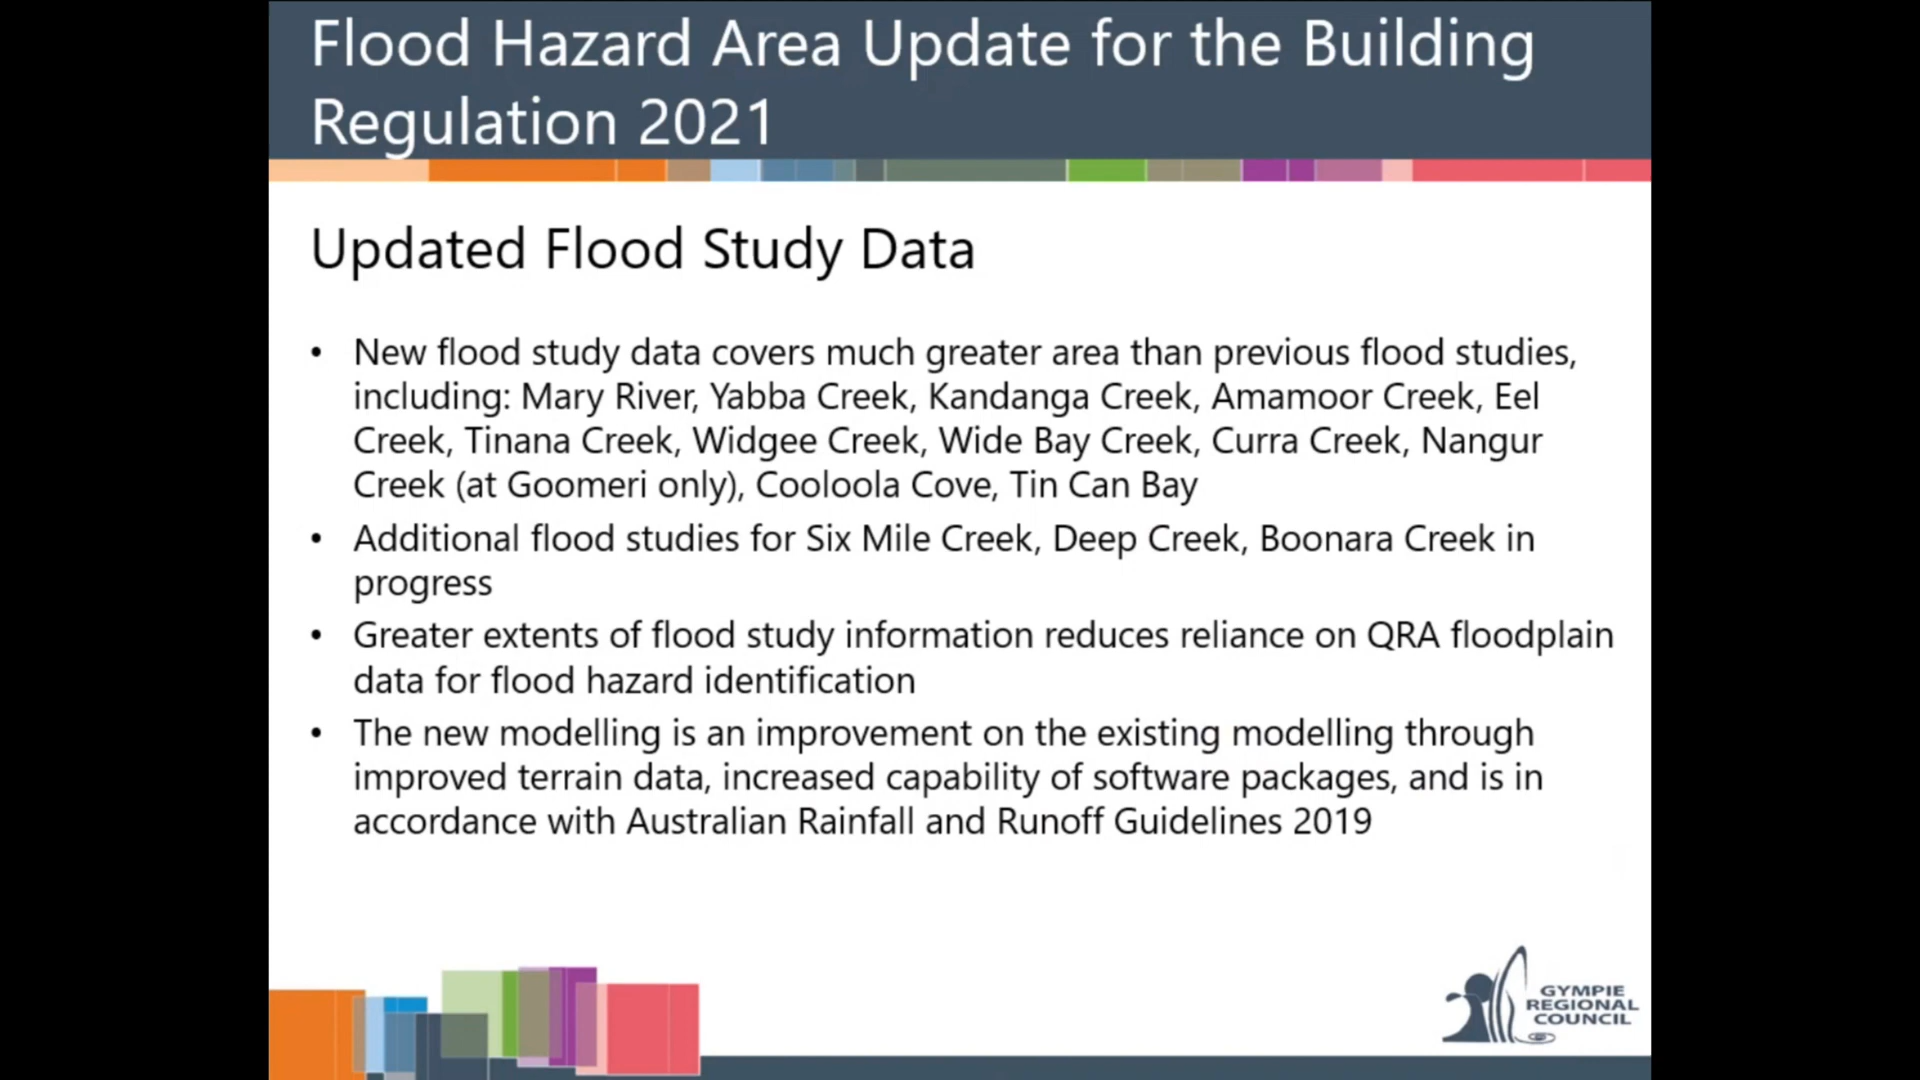 Flood Hazard Area Update for the Building
Regulation 2021
Updated Flood Study Data
• New flood study data covers much greater area than previous flood studies,
including: Mary River, Yabba Creek, Kandanga Creek, Amamoor Creek, Eel
Creek, Tinana Creek, Widgee Creek, Wide Bay Creek, Curra Creek, Nangur
Creek (at Goomeri only), Cooloola Cove, Tin Can Bay
• Additional flood studies for Six Mile Creek, Deep Creek, Boonara Creek in
progress
• Greater extents of flood study information reduces reliance on QRA floodplain
data for flood hazard identification
• The new modelling is an improvement on the existing modelling through
improved terrain data, increased capability of software packages, and is in
accordance with Australian Rainfall and Runoff Guidelines 2019
GYMPIE
REGIONAL
COUNCIL